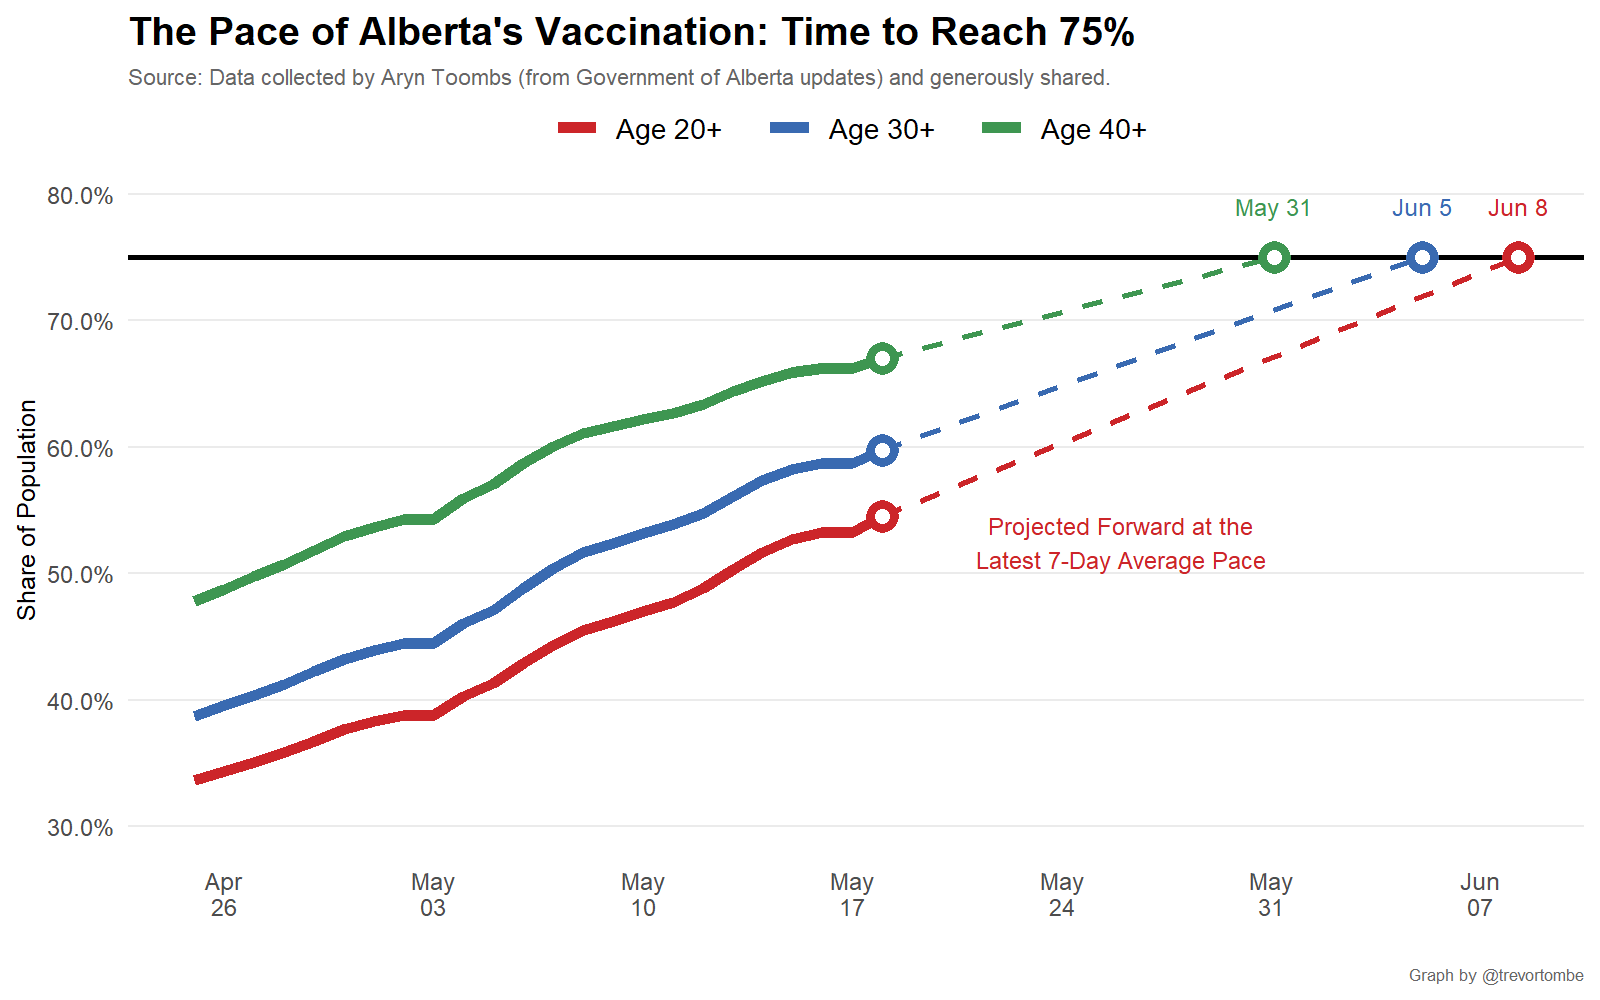 The Pace of Alberta's Vaccination: Time to Reach 75%
Source: Data collected by Aryn Toombs (from Government of Alberta updates) and generously shared.
Age 20+ Age 30+ Age 40+
80.0%
May 31 Jun 5 Jun 8
70.0%
60.0%
Share of Population
Projected Forward at the
Latest 7-Day Average Pace
50.0%
40.0%
30.0%
Apr May May May May May Jun
26 03 10 17 24 31 07
Graph by @trevortombe